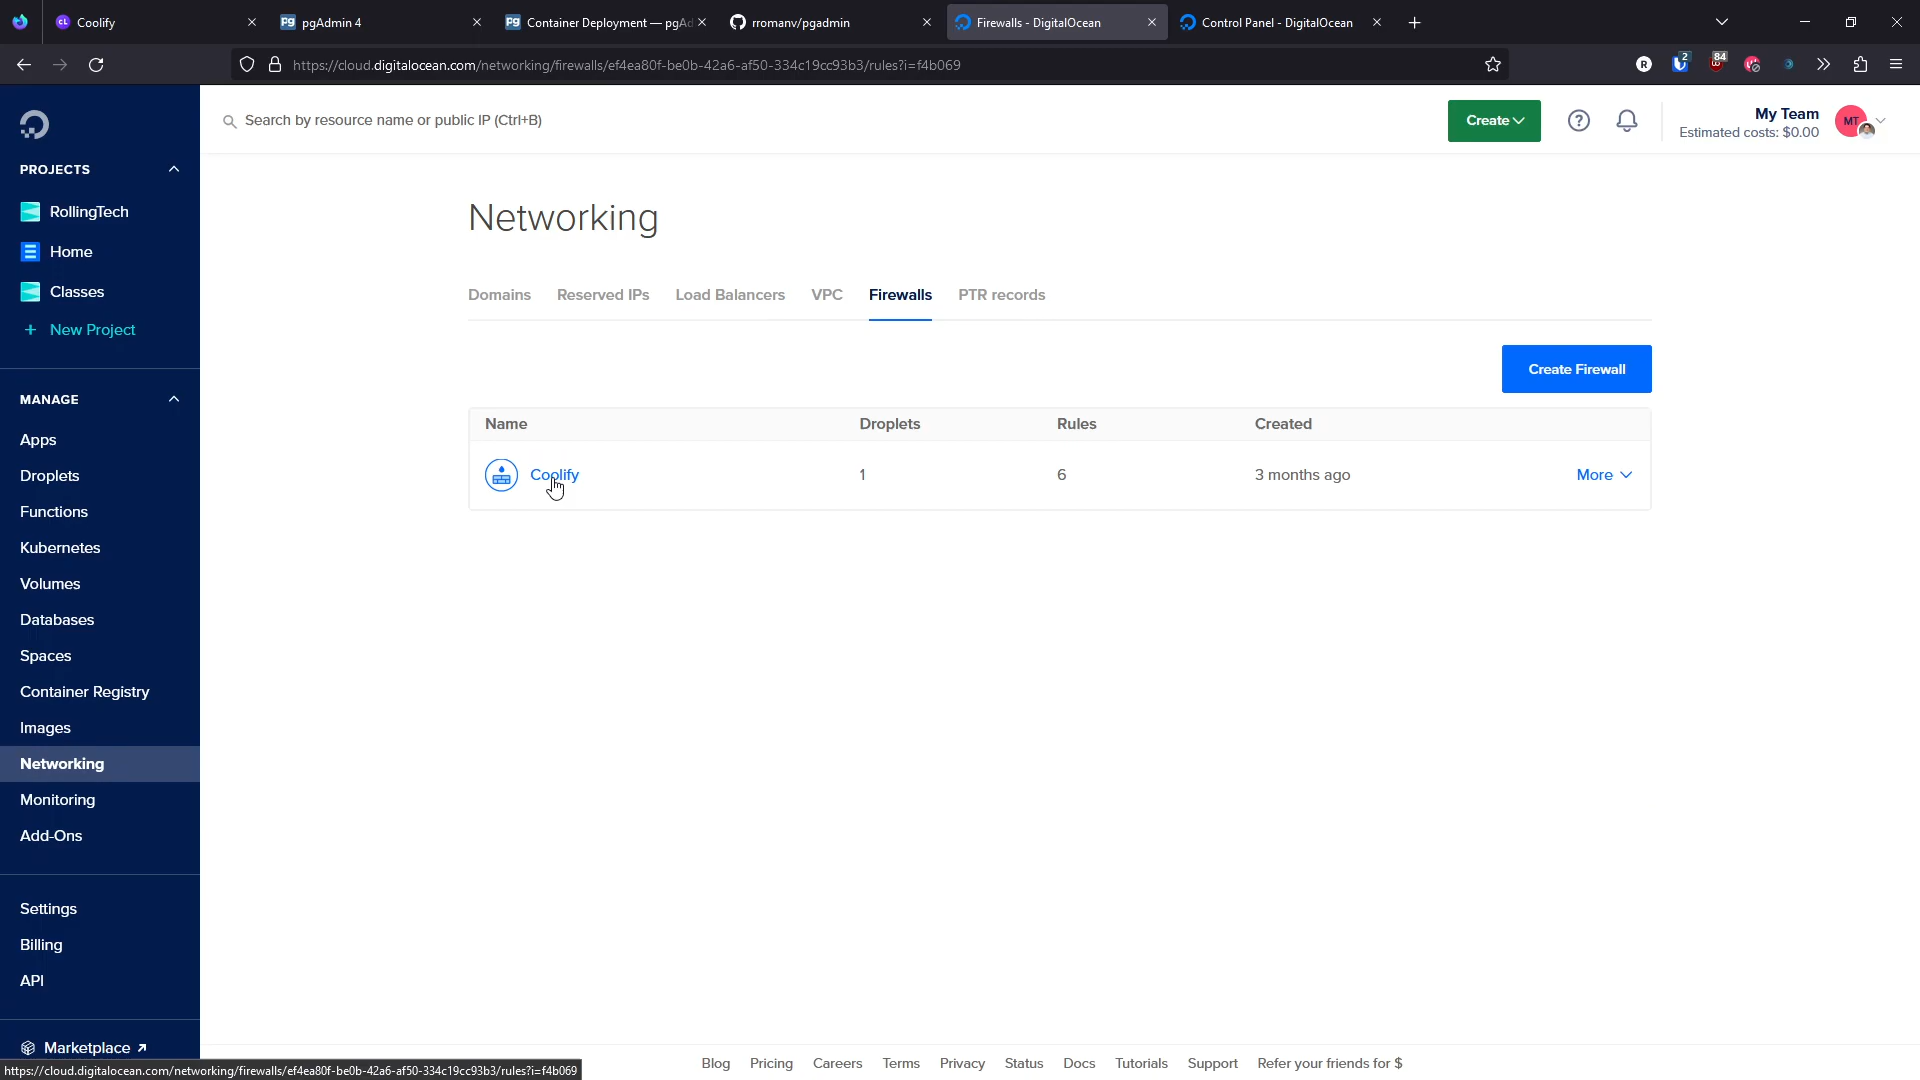 Coolify
pgAdmin 4
Container Deployment — pgAd
rromanv/pgadmin
Firewalls - DigitalOcean
Control Panel - DigitalOcean
https://cloud.digitalocean.com/networking/firewalls/ef4ea80f-be0b-42a6-af50-334c19cc93b3/rules?i=f4b069
R
2
84
Search by resource name or public IP (Ctrl+B)
Create
My Team
Estimated costs: $0.00
MT
PROJECTS
RollingTech
Home
Classes
+ New Project
MANAGE
Apps
Droplets
Functions
Kubernetes
Volumes
Databases
Spaces
Container Registry
Images
Networking
Monitoring
Add-Ons
Settings
Billing
API
Marketplace ↗
Networking
Domains
Reserved IPs
Load Balancers
VPC
Firewalls
PTR records
Create Firewall
Name Droplets Rules Created
Coolify 1 6 3 months ago More
Blog Pricing Careers Terms Privacy Status Docs Tutorials Support Refer your friends for $
https://cloud.digitalocean.com/networking/firewalls/ef4ea80f-be0b-42a6-af50-334c19cc93b3/rules?i=f4b069